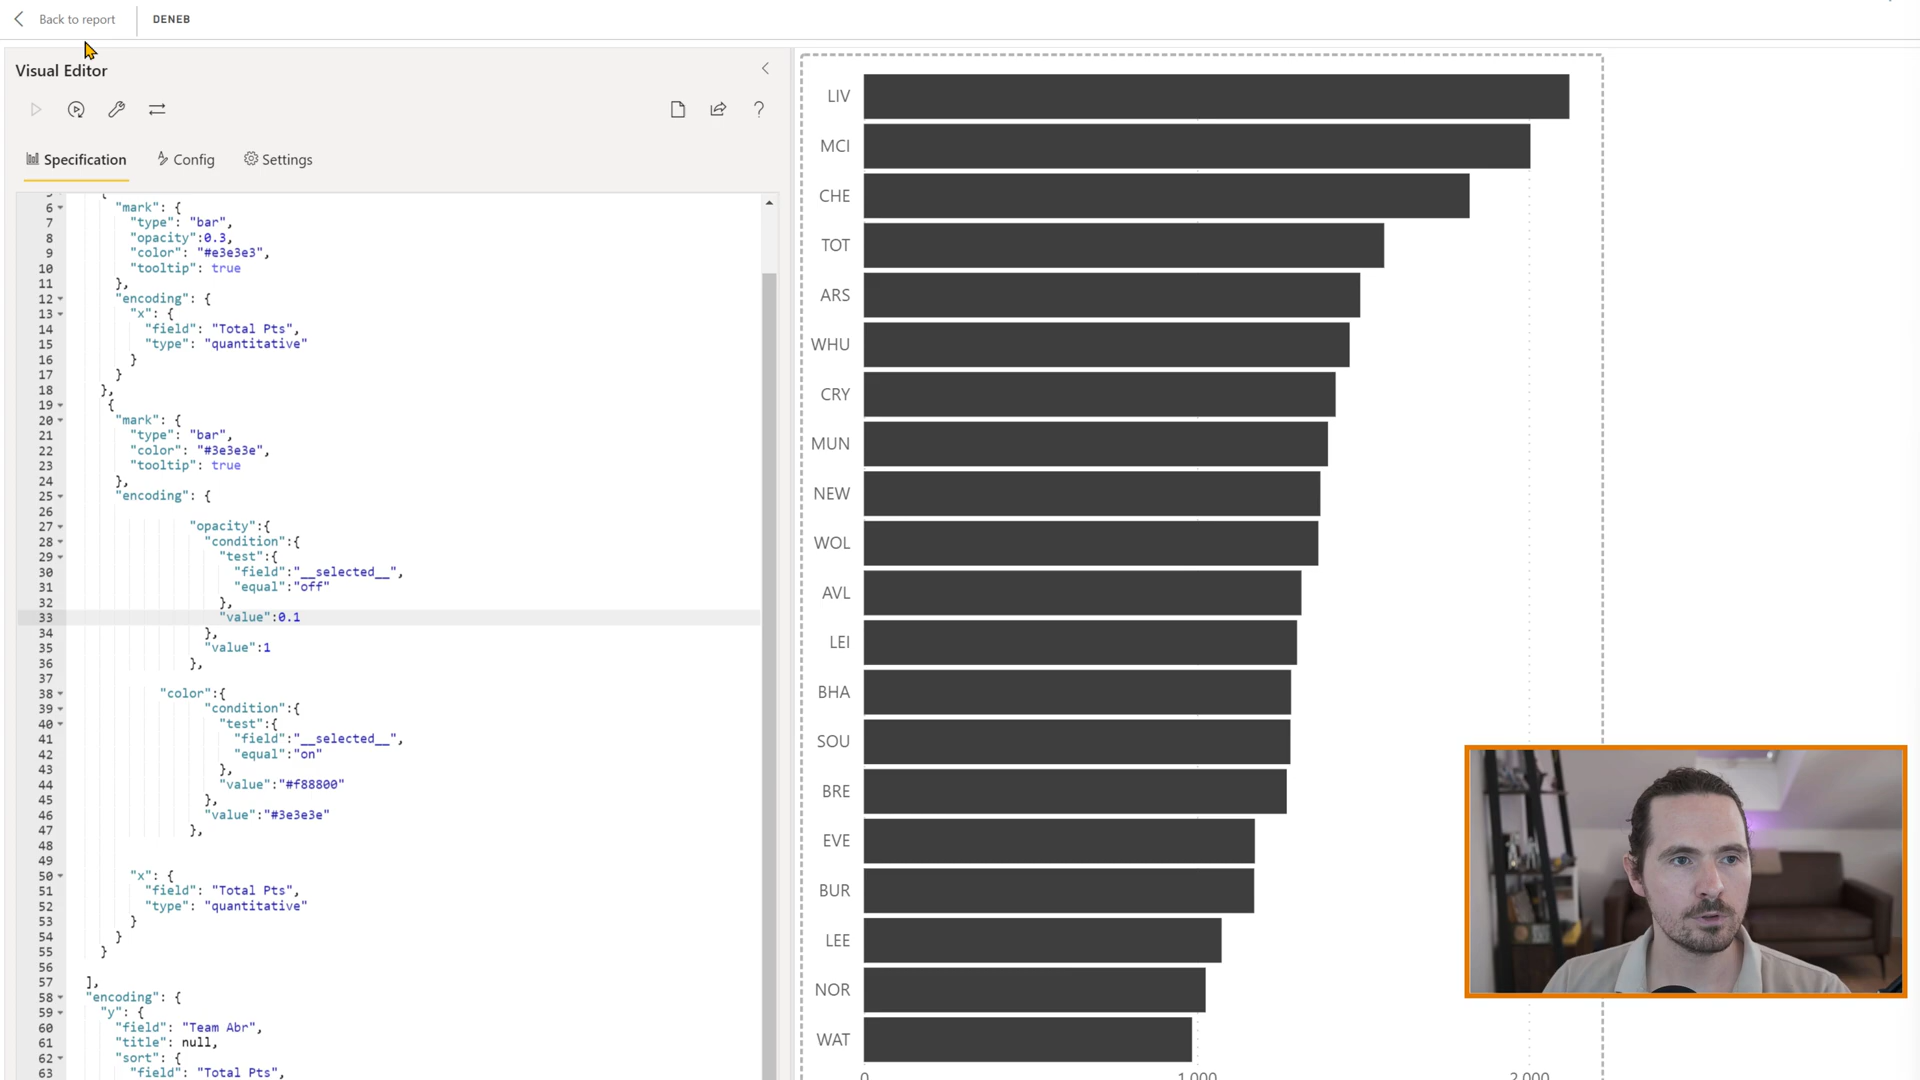 Back to report
DENEB
Visual Editor
Specification
Config
Settings
6 "mark": {
7 "type": "bar",
8 "opacity":0.3,
9 "color": "#e3e3e3",
10 "tooltip": true
11 },
12 "encoding": {
13 "x": {
14 "field": "Total Pts",
15 "type": "quantitative"
16 }
17 }
18 },
19 {
20 "mark": {
21 "type": "bar",
22 "color": "#3e3e3e",
23 "tooltip": true
24 },
25 "encoding": {
26
27 "opacity":{
28 "condition":{
29 "test":{
30 "field":"__selected__",
31 "equal":"off"
32 },
33 "value":0.1
34 },
35 "value":1
36 },
37
38 "color":{
39 "condition":{
40 "test":{
41 "field":"__selected__",
42 "equal":"on"
43 },
44 "value":"#f88800"
45 },
46 "value":"#3e3e3e"
47 },
48
49
50 "x": {
51 "field": "Total Pts",
52 "type": "quantitative"
53 }
54 }
55 }
56
57 ],
58 "encoding": {
59 "y": {
60 "field": "Team Abr",
61 "title": null,
62 "sort": {
63 "field": "Total Pts",
LIV
MCI
CHE
TOT
ARS
WHU
CRY
MUN
NEW
WOL
AVL
LEI
BHA
SOU
BRE
EVE
BUR
LEE
NOR
WAT
0 1,000 2,000